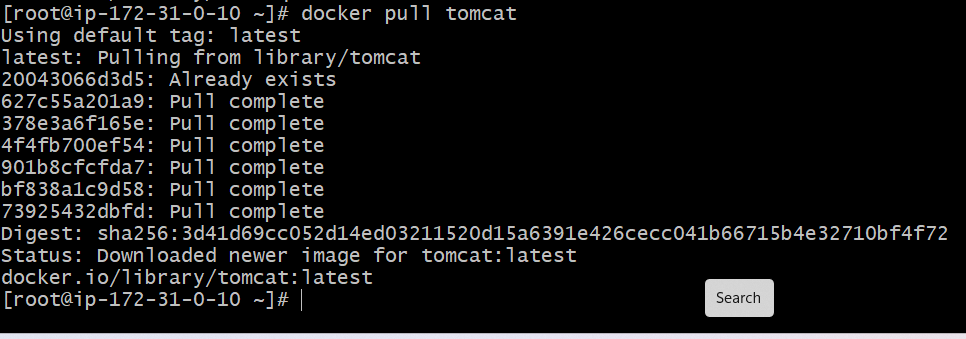 [root@ip-172-31-0-10 ~]# docker pull tomcat
Using default tag: latest
latest: Pulling from library/tomcat
20043066d3d5: Already exists
627c55a201a9: Pull complete
378e3a6f165e: Pull complete
4f4fb700ef54: Pull complete
901b8cfcfda7: Pull complete
bf838a1c9d58: Pull complete
73925432dbfd: Pull complete
Digest: sha256:3d41d69cc052d14ed03211520d15a6391e426cecc041b66715b4e32710bf4f72
Status: Downloaded newer image for tomcat:latest
docker.io/library/tomcat:latest
[root@ip-172-31-0-10 ~]#
Search